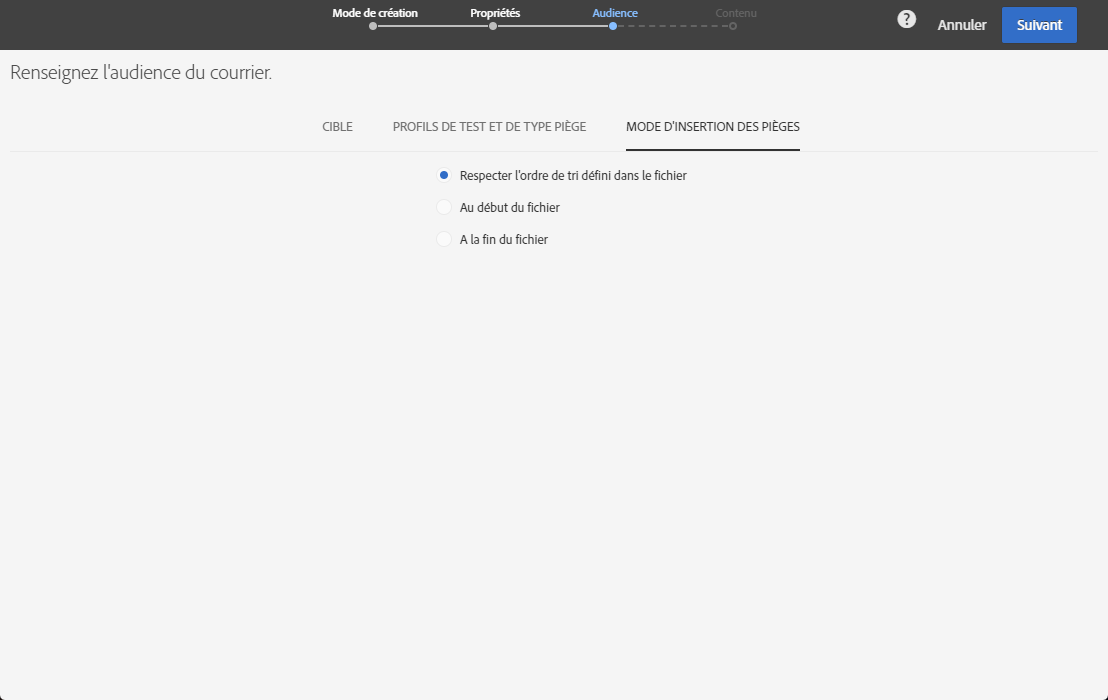 Mode de création
Propriétés
Audience
Contenu
?
Annuler
Suivant
Renseignez l'audience du courrier.
CIBLE
PROFILS DE TEST ET DE TYPE PIÈGE
MODE D'INSERTION DES PIÈGES
Respecter l'ordre de tri défini dans le fichier
Au début du fichier
A la fin du fichier